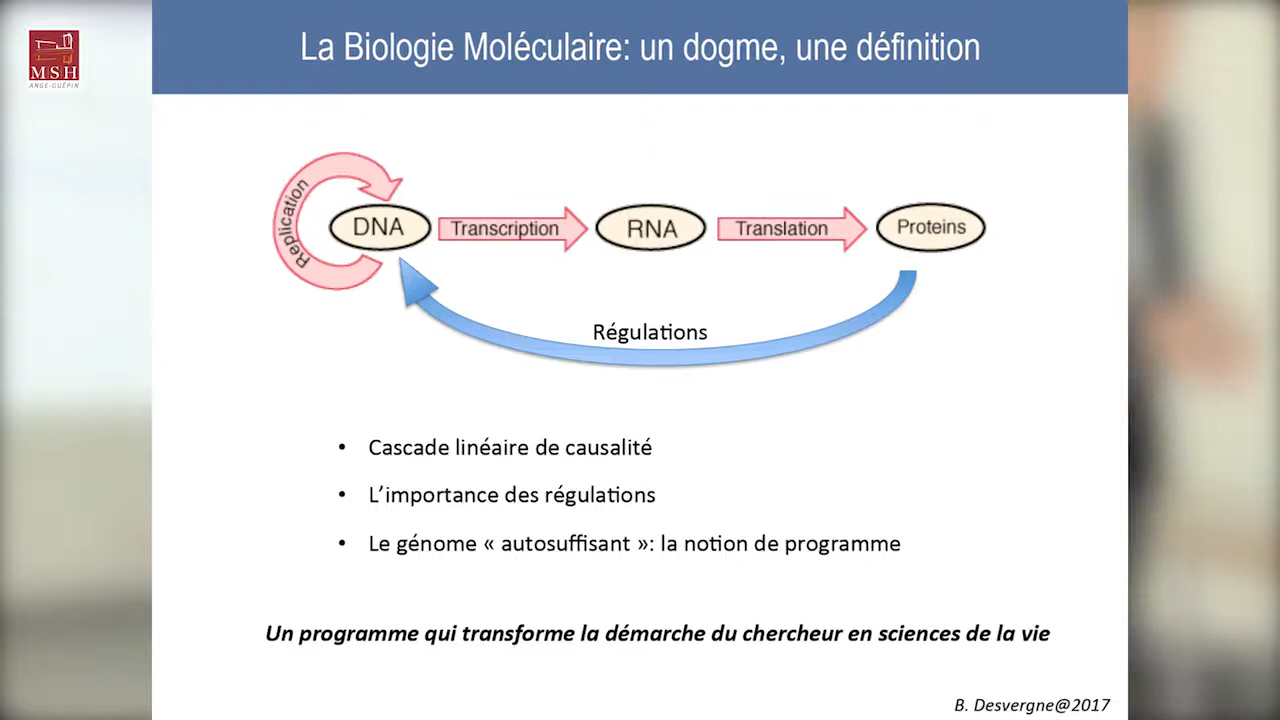 MSH
ANGE-GUÉPIN
La Biologie Moléculaire: un dogme, une définition
Replication
DNA
Transcription
RNA
Translation
Proteins
Régulations
• Cascade linéaire de causalité
• L’importance des régulations
• Le génome « autosuffisant »: la notion de programme
Un programme qui transforme la démarche du chercheur en sciences de la vie
B. Desvergne@2017